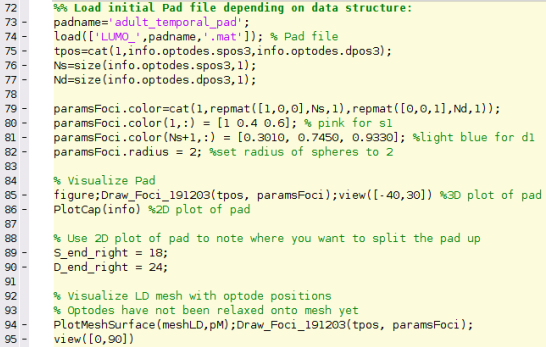 72 %% Load initial Pad file depending on data structure:
73 - padname='adult_temporal_pad';
74 - load(['LUMO_',padname,'.mat']); % Pad file
75 - tpos=cat(1,info.optodes.spos3,info.optodes.dpos3);
76 - Ns=size(info.optodes.spos3,1);
77 - Nd=size(info.optodes.dpos3,1);
78
79 - paramsFoci.color=cat(1,repmat([1,0,0],Ns,1),repmat([0,0,1],Nd,1));
80 - paramsFoci.color(1,:) = [1 0.4 0.6]; % pink for s1
81 - paramsFoci.color(Ns+1,:) = [0.3010, 0.7450, 0.9330]; %light blue for d1
82 - paramsFoci.radius = 2; %set radius of spheres to 2
83
84 % Visualize Pad
85 - figure;Draw_Foci_191203(tpos, paramsFoci);view([-40,30]) %3D plot of pad
86 - PlotCap(info) %2D plot of pad
87
88 % Use 2D plot of pad to note where you want to split the pad up
89 - S_end_right = 18;
90 - D_end_right = 24;
91
92 % Visualize LD mesh with optode positions
93 % Optodes have not been relaxed onto mesh yet
94 - PlotMeshSurface(meshLD,pM);Draw_Foci_191203(tpos, paramsFoci);
95 - view([0,90])